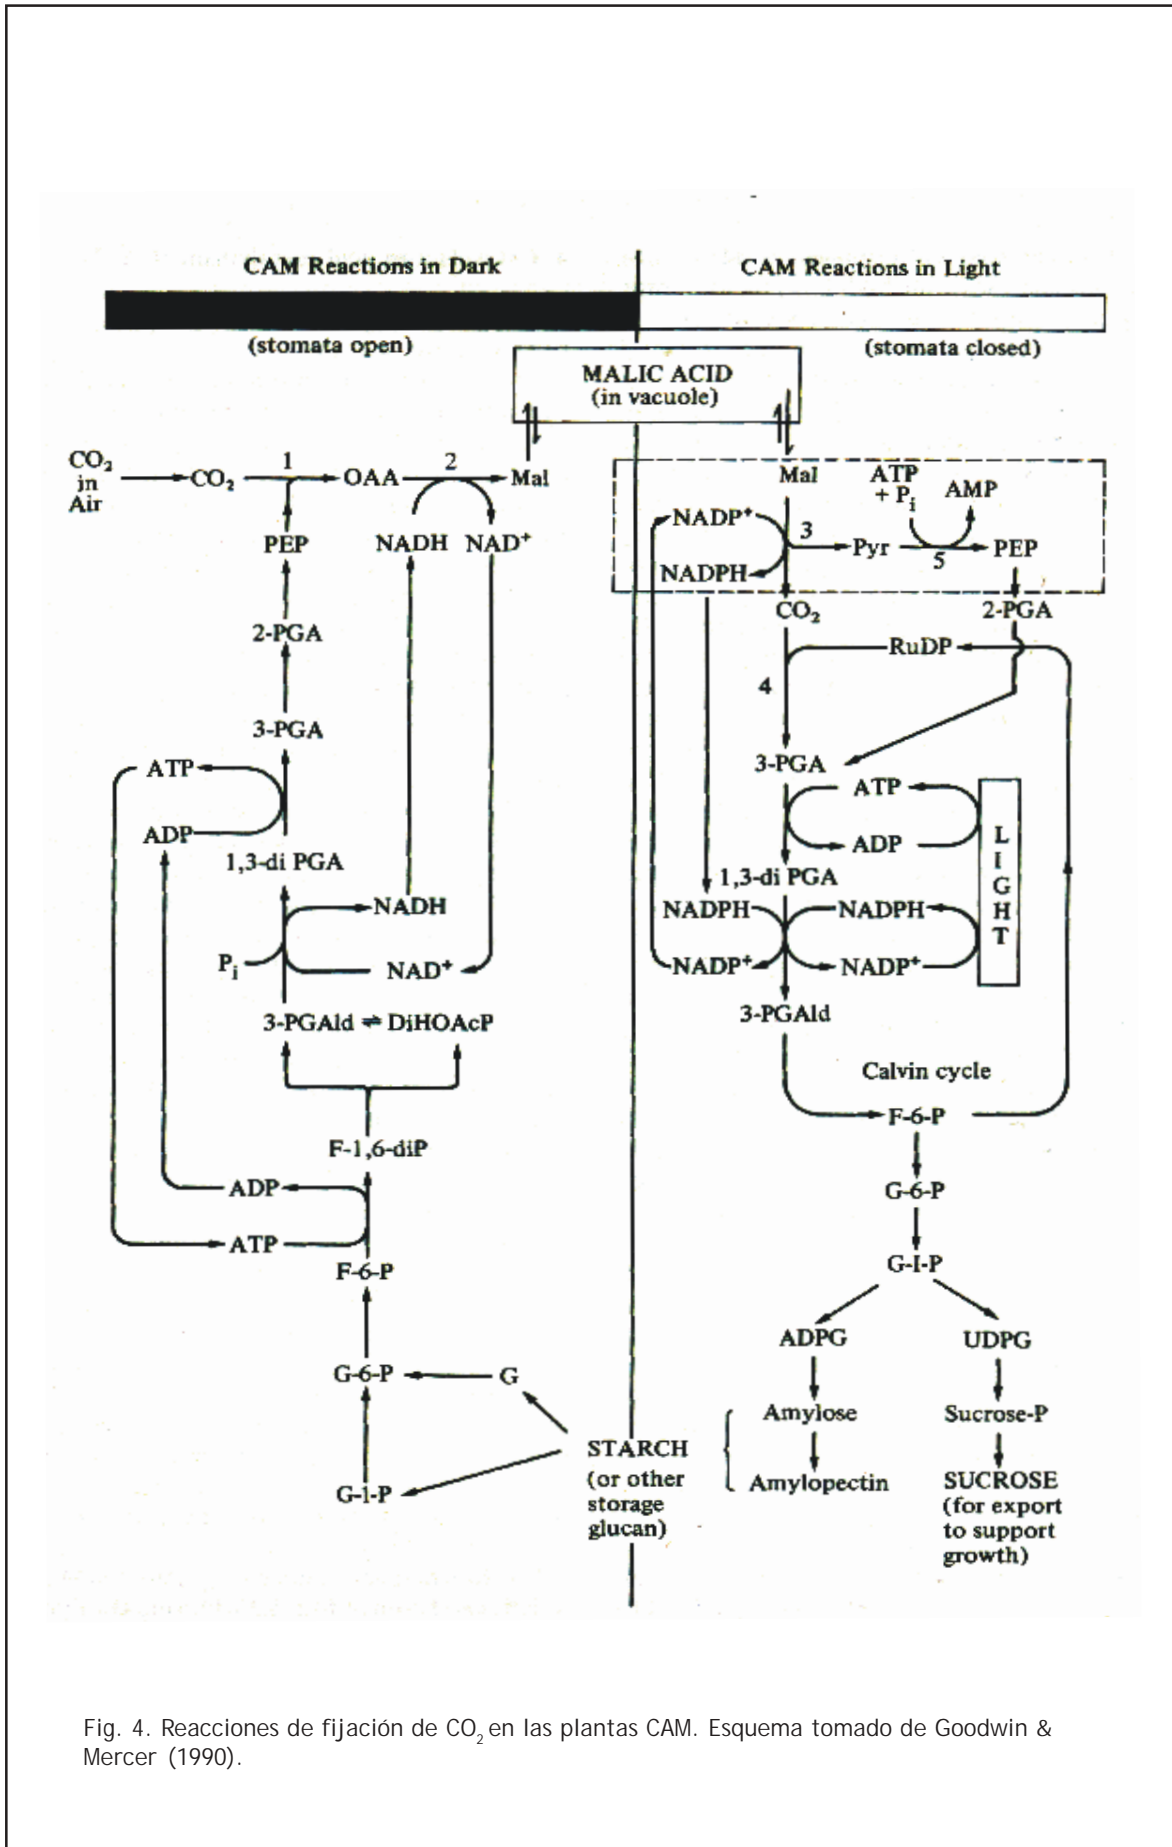 CAM Reactions in Dark
CAM Reactions in Light
(stomata open)
(stomata closed)
MALIC ACID
(in vacuole)
CO₂
in
Air
CO₂
1
OAA
2
Mal
PEP
NADH
NAD⁺
2-PGA
3-PGA
ATP
ADP
1,3-di PGA
NADH
Pᵢ
NAD⁺
3-PGAld ⇌ DiHOAcP
F-1,6-diP
ADP
ATP
F-6-P
G-6-P
G
G-1-P
STARCH
(or other
storage
glucan)
Mal
ATP
+ Pᵢ
AMP
NADP⁺
3
Pyr
5
PEP
NADPH
CO₂
2-PGA
RuDP
4
3-PGA
ATP
ADP
LIGHT
1,3-di PGA
NADPH
NADPH
NADP⁺
NADP⁺
3-PGAld
Calvin cycle
F-6-P
G-6-P
G-I-P
ADPG
UDPG
Amylose
Sucrose-P
Amylopectin
SUCROSE
(for export
to support
growth)
Fig. 4. Reacciones de fijación de CO₂ en las plantas CAM. Esquema tomado de Goodwin &
Mercer (1990).